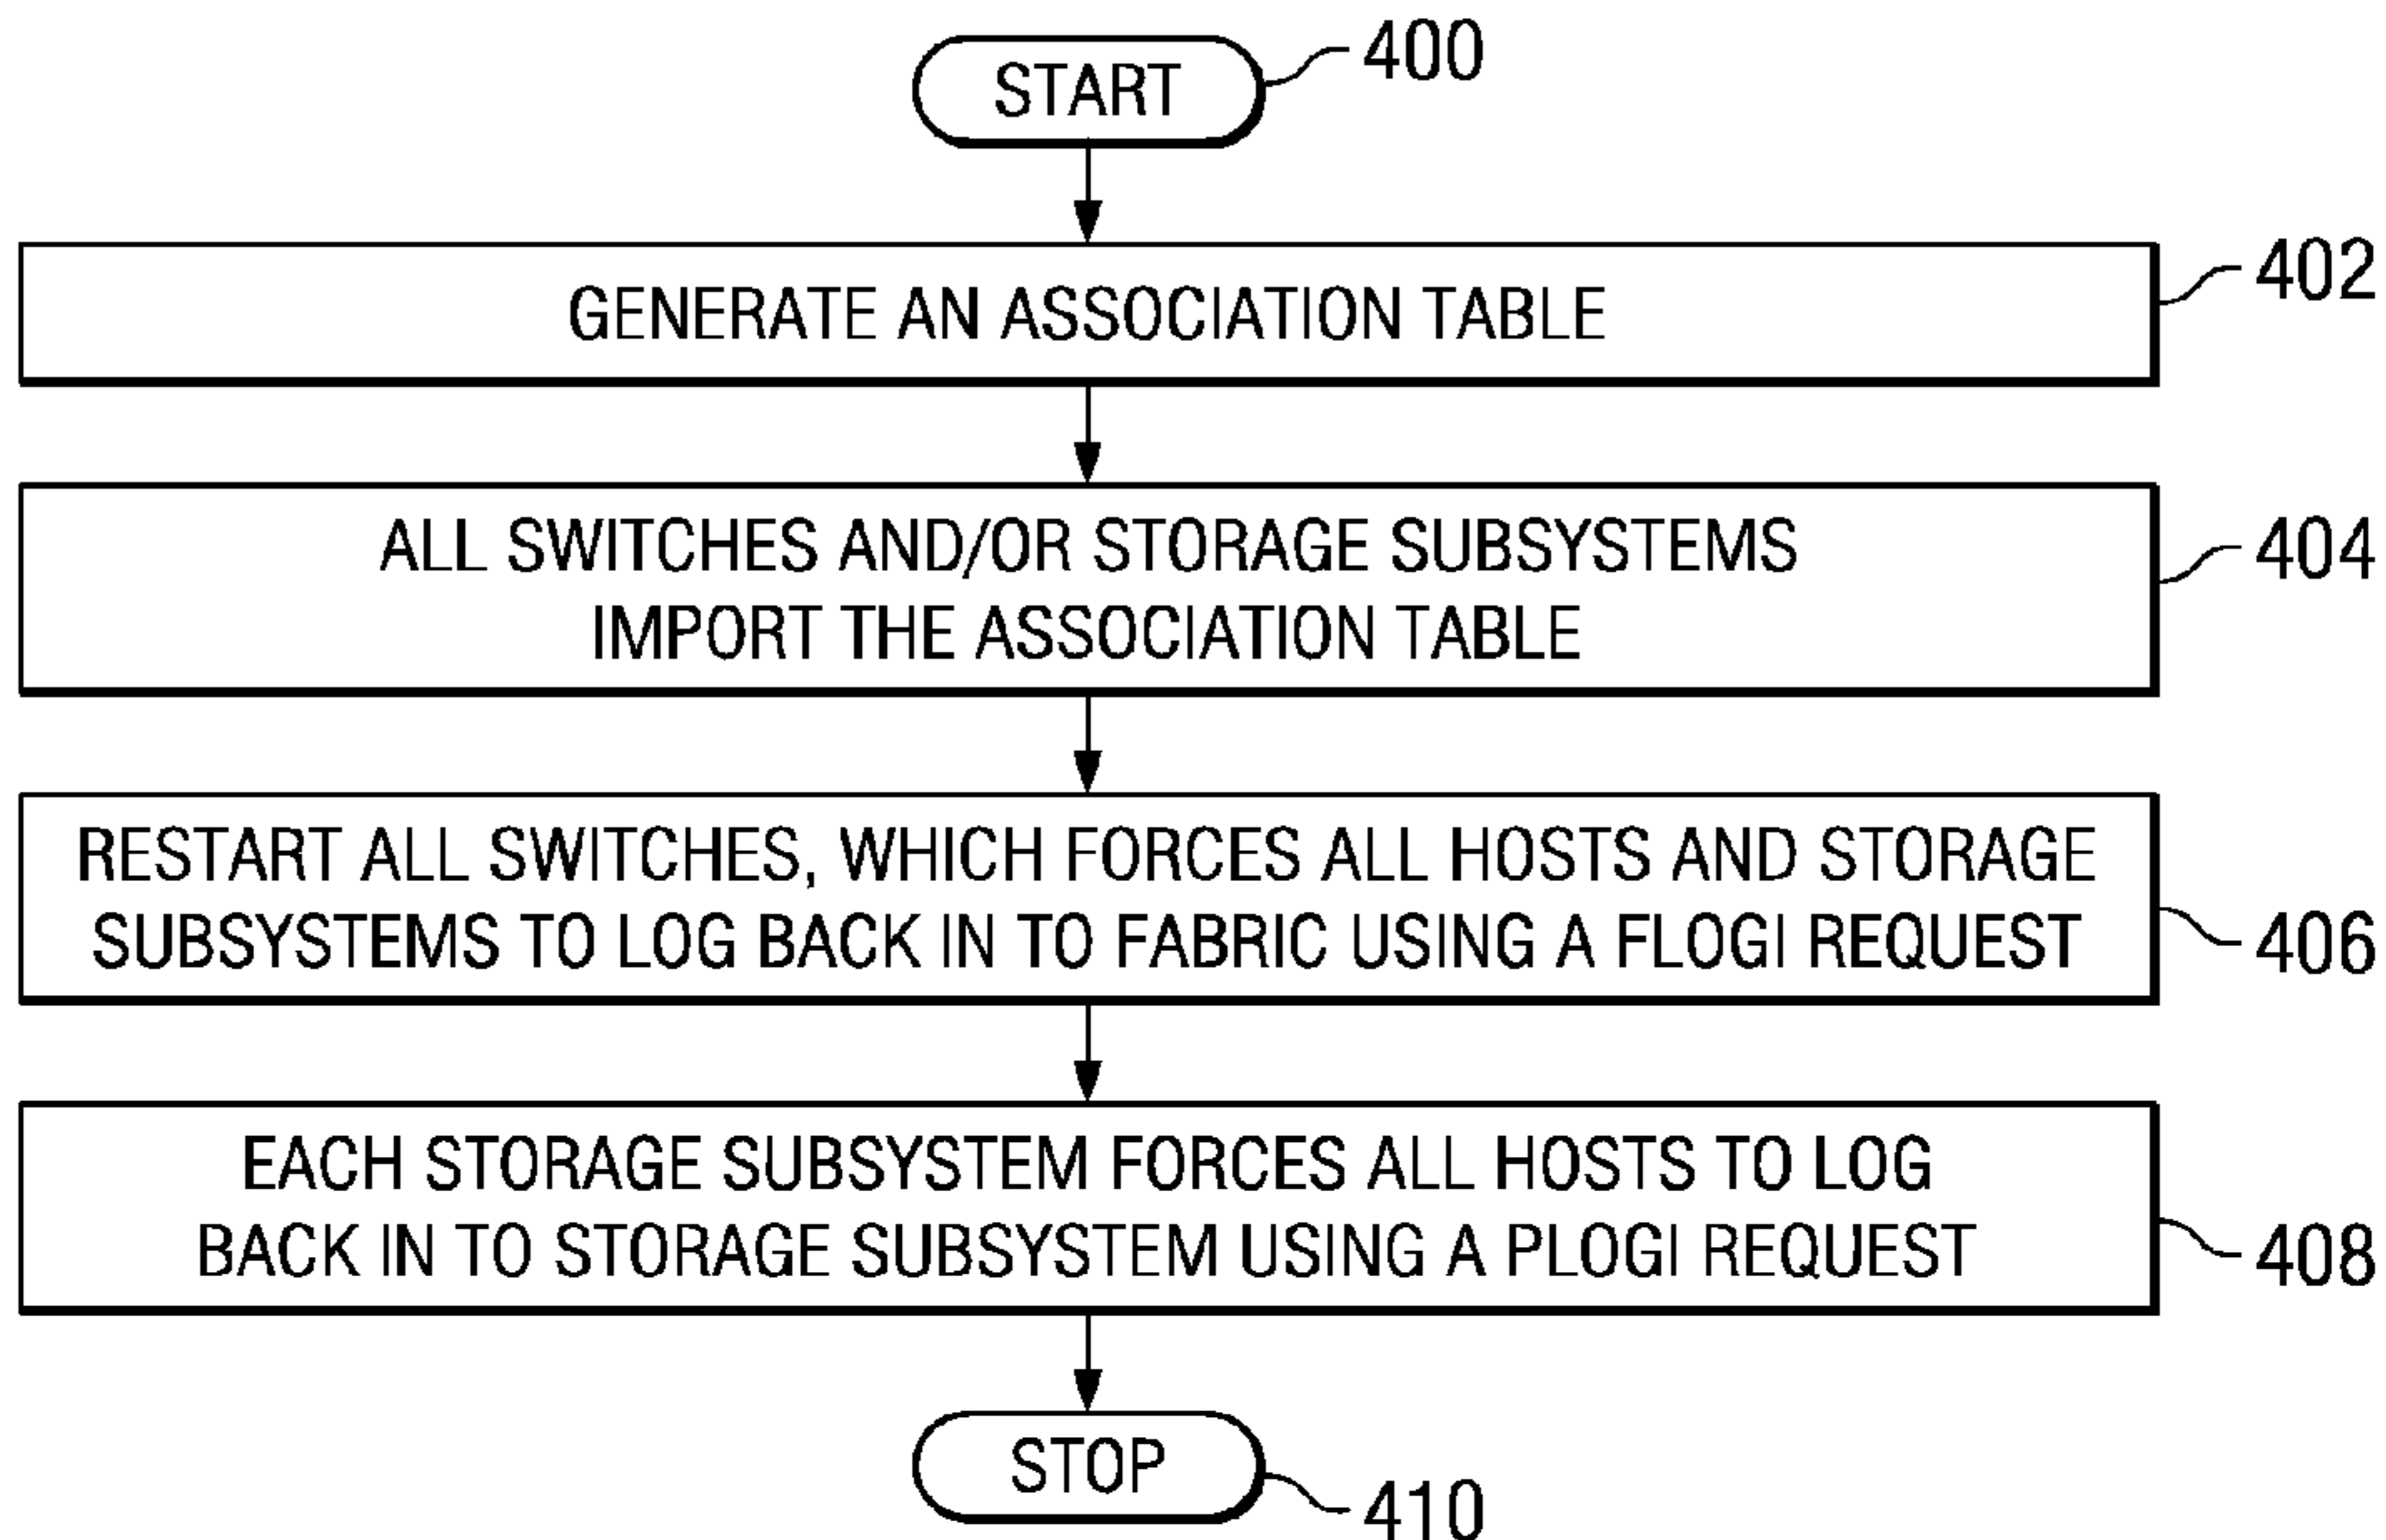 START
400
GENERATE AN ASSOCIATION TABLE
402
ALL SWITCHES AND/OR STORAGE SUBSYSTEMS
IMPORT THE ASSOCIATION TABLE
404
RESTART ALL SWITCHES, WHICH FORCES ALL HOSTS AND STORAGE
SUBSYSTEMS TO LOG BACK IN TO FABRIC USING A FLOGI REQUEST
406
EACH STORAGE SUBSYSTEM FORCES ALL HOSTS TO LOG
BACK IN TO STORAGE SUBSYSTEM USING A PLOGI REQUEST
408
STOP
410